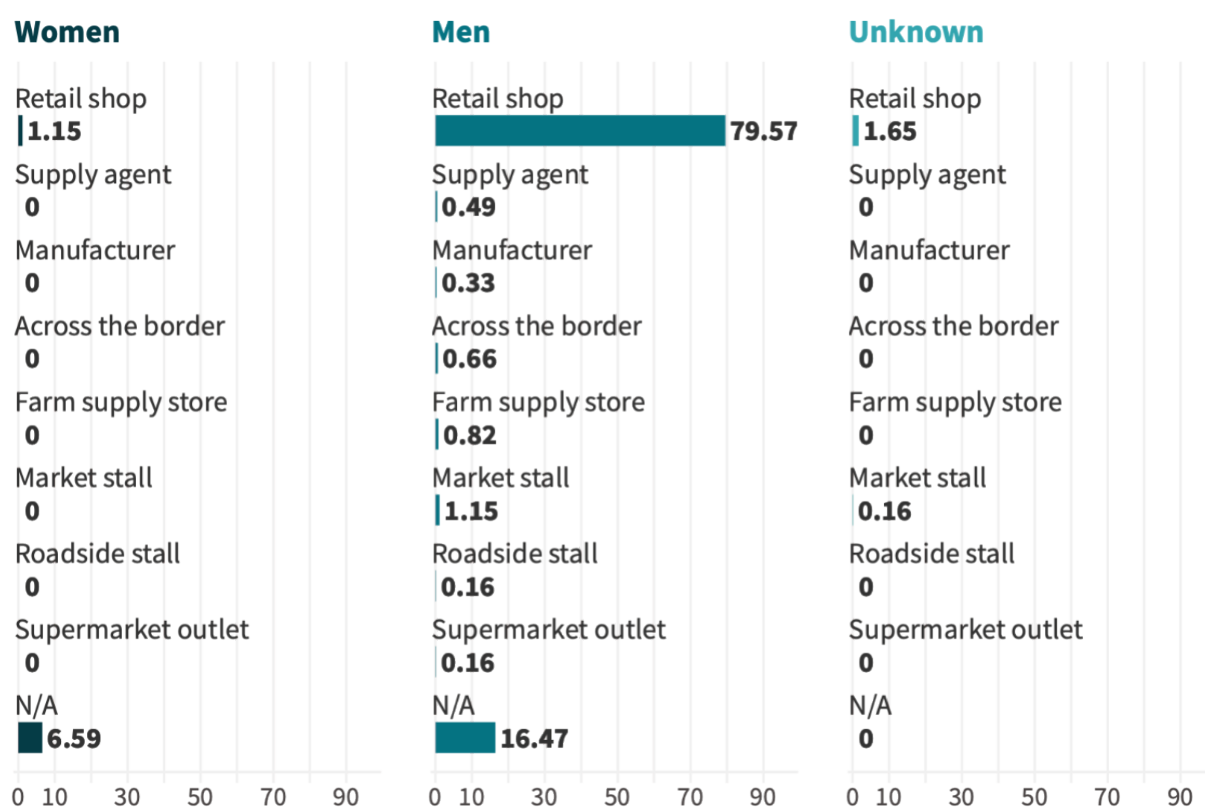 Women
Retail shop
1.15
Supply agent
0
Manufacturer
0
Across the border
0
Farm supply store
0
Market stall
0
Roadside stall
0
Supermarket outlet
0
N/A
6.59
0 10 30 50 70 90
Men
Retail shop
79.57
Supply agent
0.49
Manufacturer
0.33
Across the border
0.66
Farm supply store
0.82
Market stall
1.15
Roadside stall
0.16
Supermarket outlet
0.16
N/A
16.47
0 10 30 50 70 90
Unknown
Retail shop
1.65
Supply agent
0
Manufacturer
0
Across the border
0
Farm supply store
0
Market stall
0.16
Roadside stall
0
Supermarket outlet
0
N/A
0
0 10 30 50 70 90